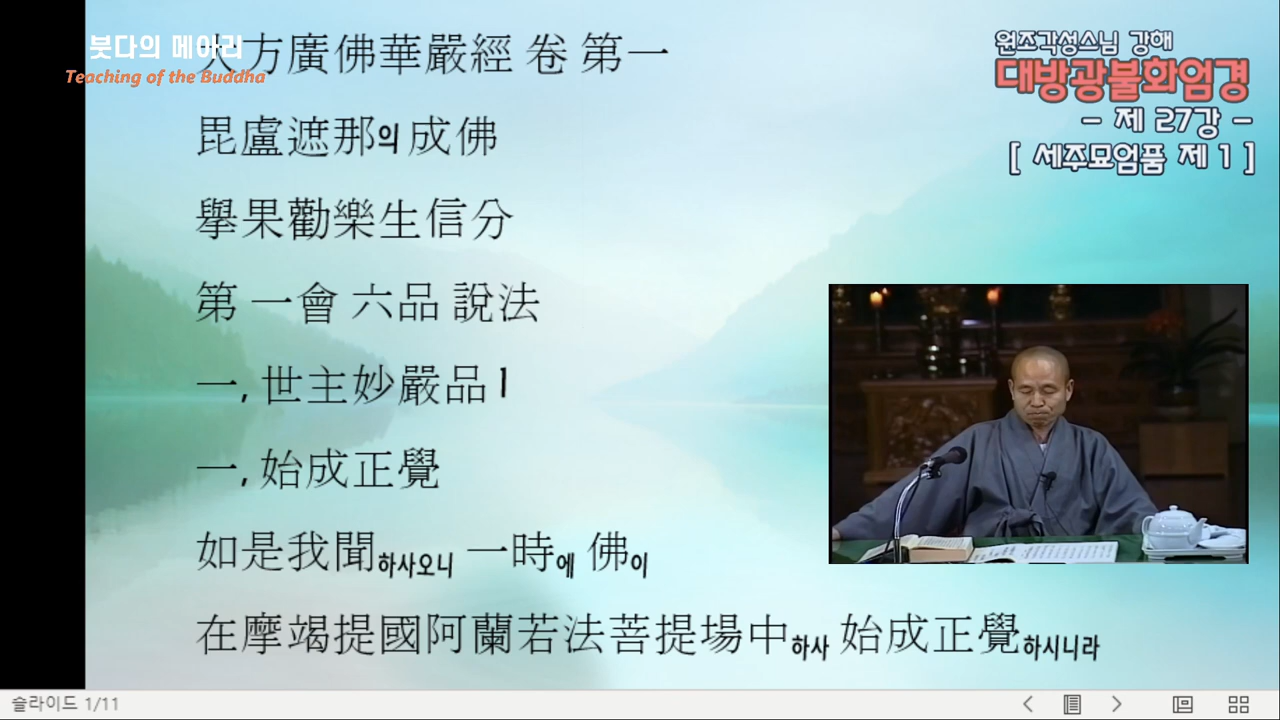 붓다의 메아리
Teaching of the Buddha
大方廣佛華嚴經 卷 第一
毘盧遮那의 成佛
擧果勸樂生信分
第 一會 六品 說法
一, 世主妙嚴品 1
一, 始成正覺
如是我聞하사오니 一時에 佛이
在摩竭提國阿蘭若法菩提場中하사 始成正覺하시니라
원조각성스님 강해
대방광불화엄경
- 제 27강 -
[ 세주묘엄품 제 1 ]
슬라이드 1/11